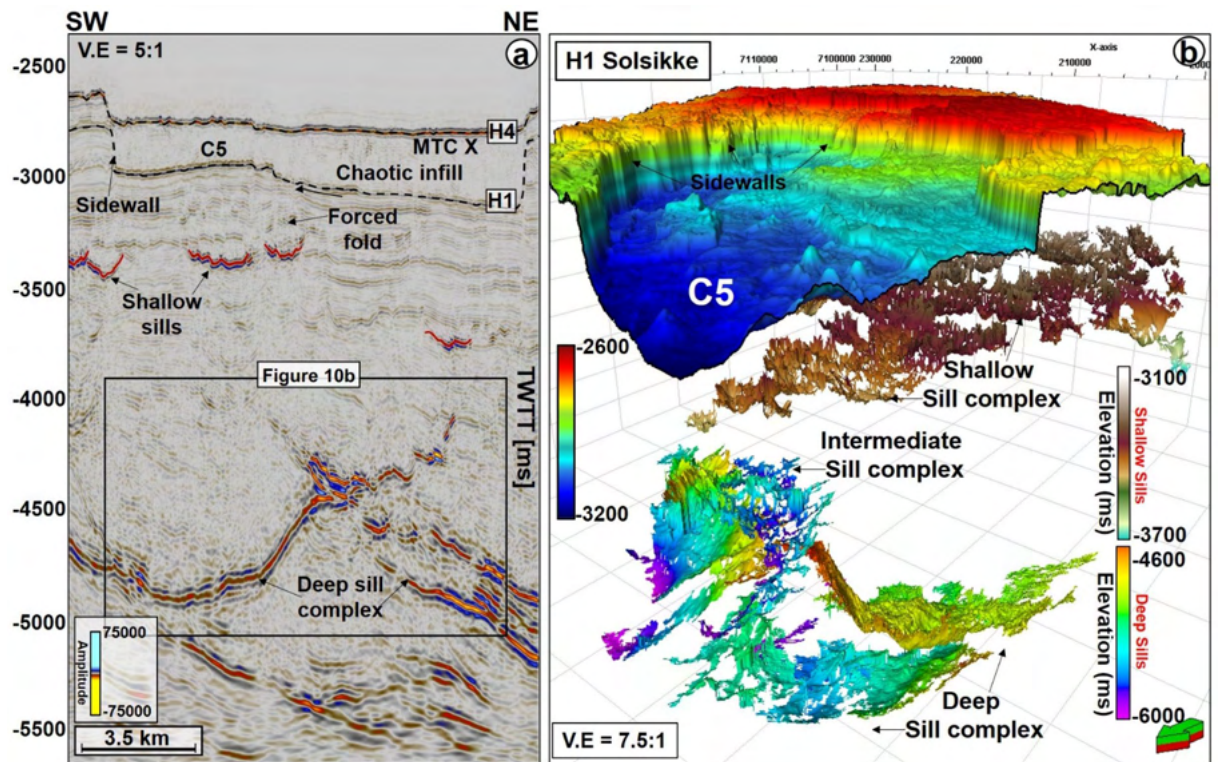 SW
NE
V.E = 5:1
a
-2500
-3000
-3500
-4000
-4500
-5000
-5500
H4
C5
MTC X
Chaotic infill
Sidewall
H1
Forced
fold
Shallow
sills
Figure 10b
TWTT [ms]
Deep sill
complex
75000
Amplitude
-75000
3.5 km
H1 Solsikke
b
X-axis
7110000
7100000
230000
220000
210000
Sidewalls
C5
-2600
-3200
Shallow
Sill complex
Intermediate
Sill complex
-3100
Elevation (ms)
Shallow Sills
-3700
-4600
Elevation (ms)
Deep Sills
-6000
Deep
Sill complex
V.E = 7.5:1